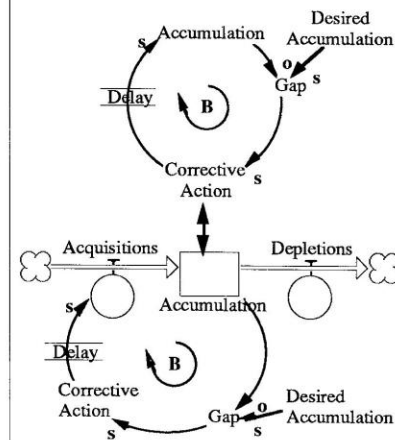 Accumulation
Desired
Accumulation
s
o
Gap
s
Delay
B
Corrective
Action
s
Acquisitions
Depletions
Accumulation
s
Delay
B
Corrective
Action
s
Gap
o
s
Desired
Accumulation